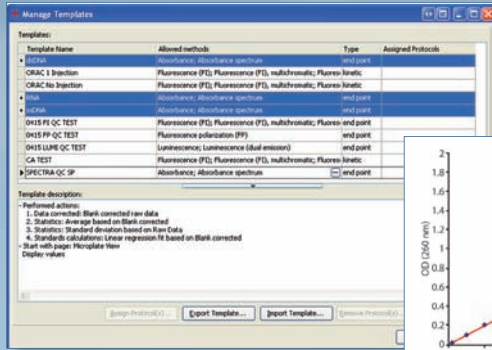 Manage Templates
Templates:
Template Name Allowed methods Type Assigned Protocols
dsDNA Absorbance; Absorbance spectrum end point
ORAC 1 Injection Fluorescence (FI); Fluorescence (FI), multichromatic; Fluores kinetic
ORAC No Injection Fluorescence (FI); Fluorescence (FI), multichromatic; Fluores kinetic
RNA Absorbance; Absorbance spectrum end point
ssDNA Absorbance; Absorbance spectrum end point
0415 FI QC TEST Fluorescence (FI); Fluorescence (FI), multichromatic; Fluores end point
0415 FP QC TEST Fluorescence polarization (FP) end point
0415 LUMI QC TEST Luminescence; Luminescence (dual emission) end point
CA TEST Fluorescence (FI); Fluorescence (FI), multichromatic; Fluores kinetic
SPECTRA QC SP Absorbance; Absorbance spectrum ... end point
Template description:
- Performed actions:
1. Data corrected: Blank corrected raw data
2. Statistics: Average based on Blank corrected
3. Statistics: Standard deviation based on Raw Data
4. Standards calculations: Linear regression fit based on Blank corrected
- Start with page: Microplate View
Display values
Assign Protocol(s)... Export Template... Import Template... Remove Protocol(s)...
OD (260 nm)
2
1.8
1.6
1.4
1.2
1
0.8
0.6
0.4
0.2
0